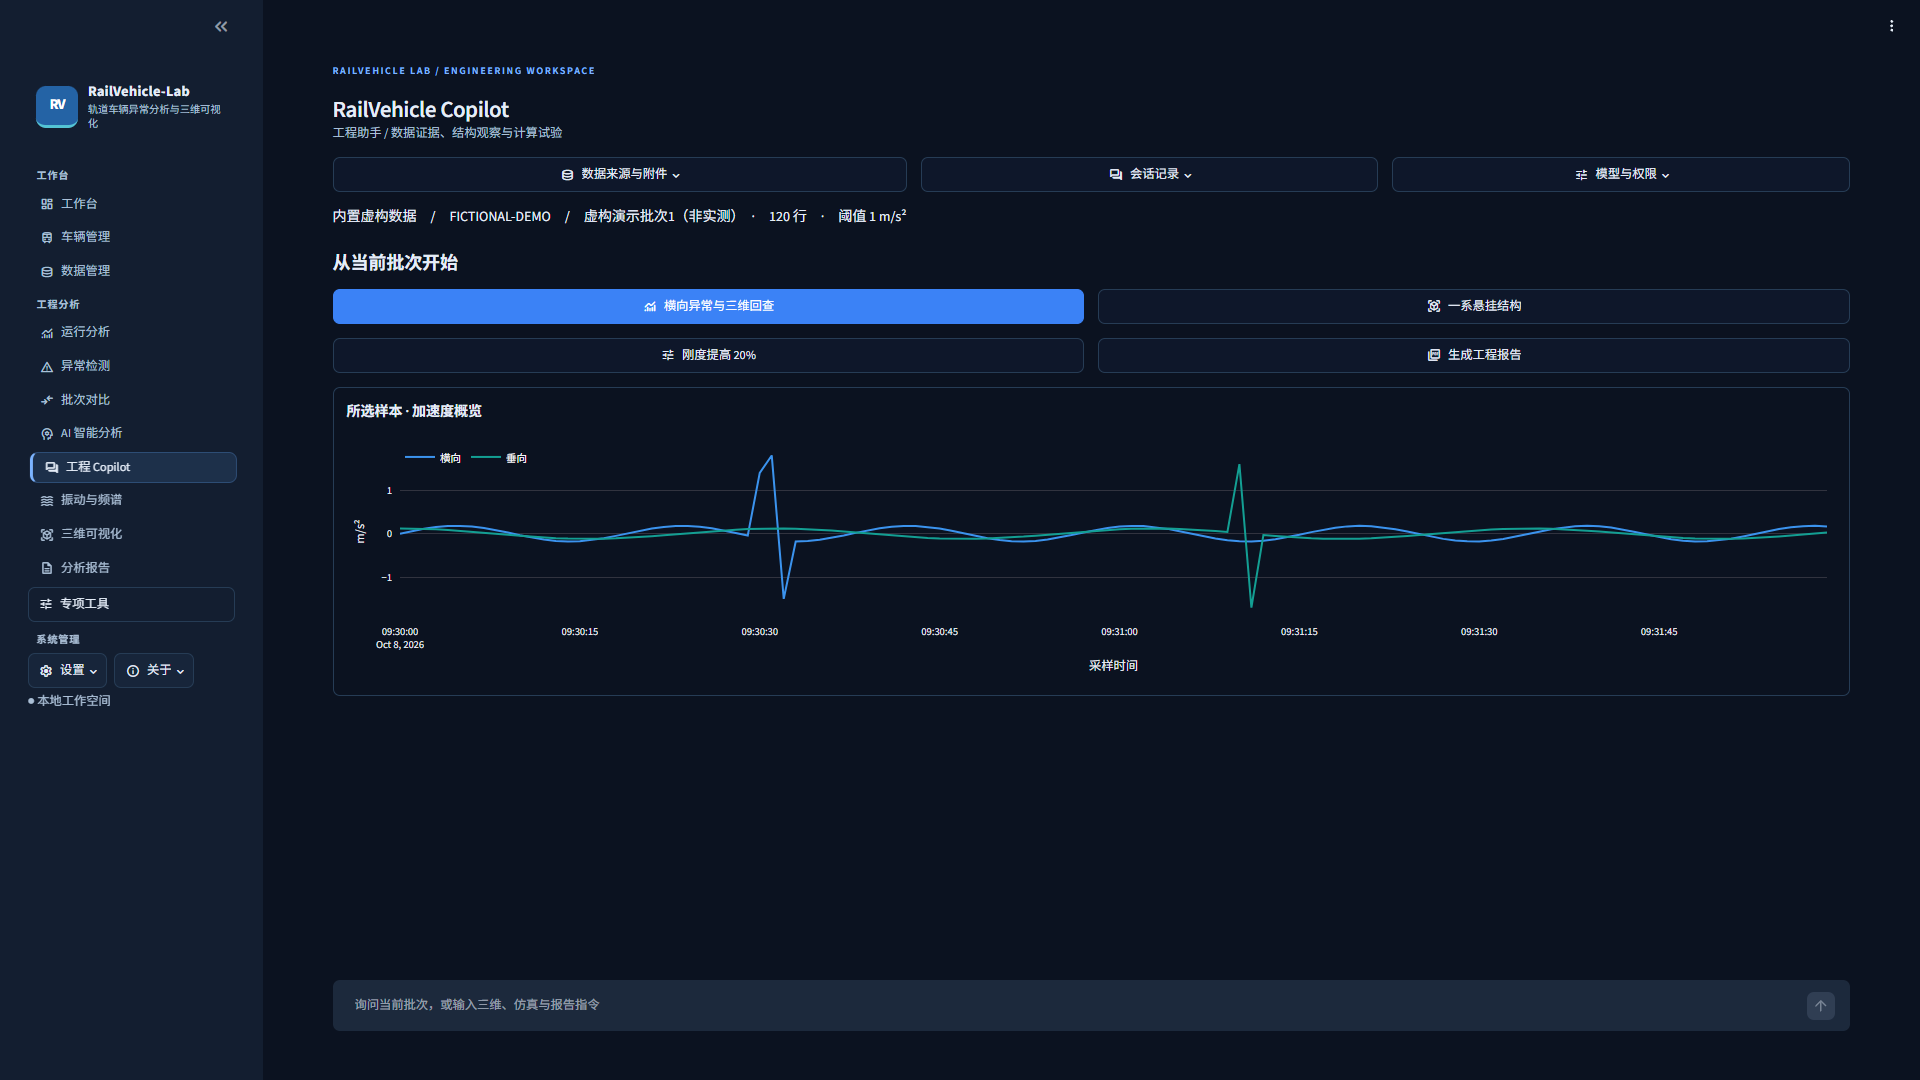 RV
RailVehicle-Lab
轨道车辆异常分析与三维可视
化
工作台
工作台
车辆管理
数据管理
工程分析
运行分析
异常检测
批次对比
AI 智能分析
工程 Copilot
振动与频谱
三维可视化
分析报告
专项工具
系统管理
设置
关于
本地工作空间
RAILVEHICLE LAB / ENGINEERING WORKSPACE
RailVehicle Copilot
工程助手 / 数据证据、结构观察与计算试验
数据来源与附件
会话记录
模型与权限
内置虚构数据 / FICTIONAL-DEMO / 虚构演示批次1（非实测） · 120 行 · 阈值 1 m/s²
从当前批次开始
横向异常与三维回查
一系悬挂结构
刚度提高 20%
生成工程报告
所选样本 · 加速度概览
横向
垂向
1
0
−1
m/s²
09:30:00
Oct 8, 2026
09:30:15
09:30:30
09:30:45
09:31:00
09:31:15
09:31:30
09:31:45
采样时间
询问当前批次，或输入三维、仿真与报告指令